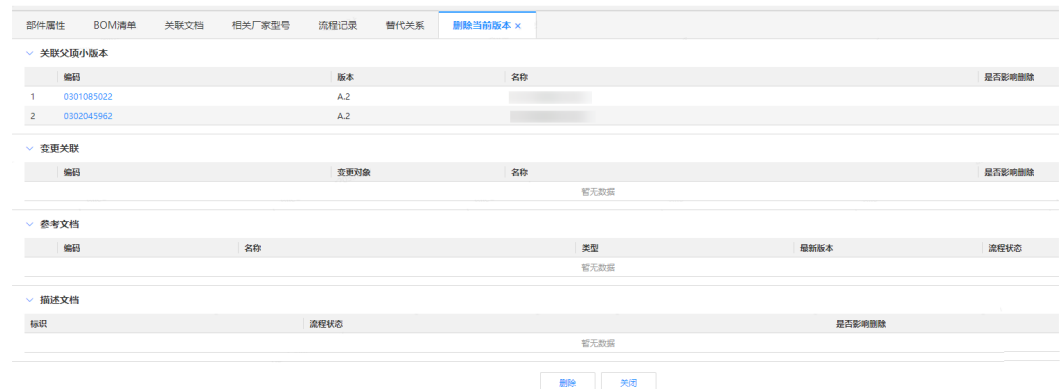 部件属性 BOM清单 关联文档 相关厂家型号 流程记录 替代关系 删除当前版本 ×
关联父项小版本
编码 版本 名称 是否影响删除
1 0301085022 A.2
2 0302045962 A.2
变更关联
编码 变更对象 名称 是否影响删除
暂无数据
参考文档
编码 名称 类型 最新版本 流程状态
暂无数据
描述文档
标识 流程状态 是否影响删除
暂无数据
删除 关闭